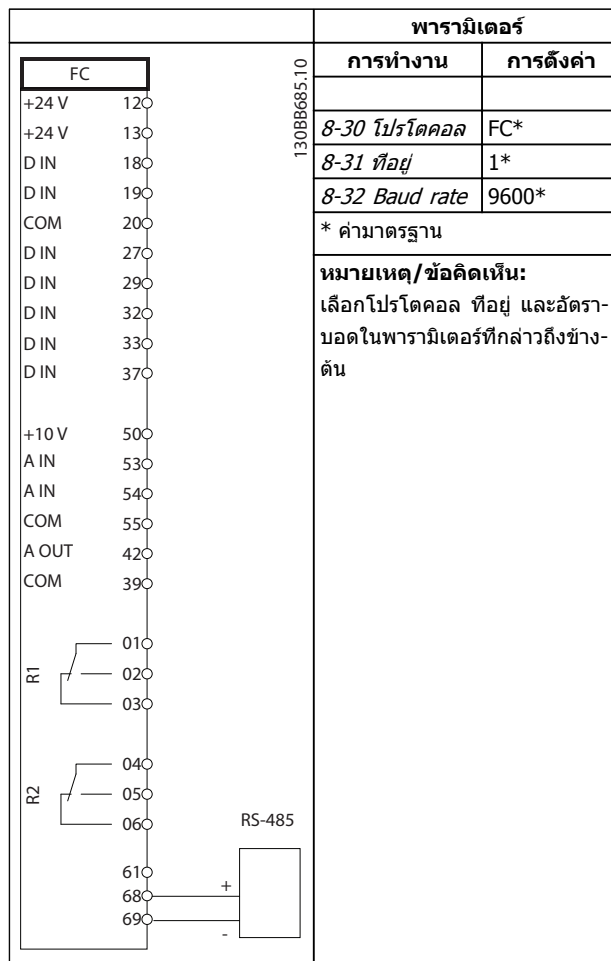 พารามิเตอร์
การทำงาน การตั้งค่า
8-30 โปรโตคอล FC*
8-31 ที่อยู่ 1*
8-32 Baud rate 9600*
* ค่ามาตรฐาน
หมายเหตุ/ข้อคิดเห็น:
เลือกโปรโตคอล ที่อยู่ และอัตรา-
บอดในพารามิเตอร์ที่กล่าวถึงข้าง-
ต้น
FC
130BB685.10
+24 V 12
+24 V 13
D IN 18
D IN 19
COM 20
D IN 27
D IN 29
D IN 32
D IN 33
D IN 37
+10 V 50
A IN 53
A IN 54
COM 55
A OUT 42
COM 39
R1
01
02
03
R2
04
05
06
RS-485
61
68 +
69 -